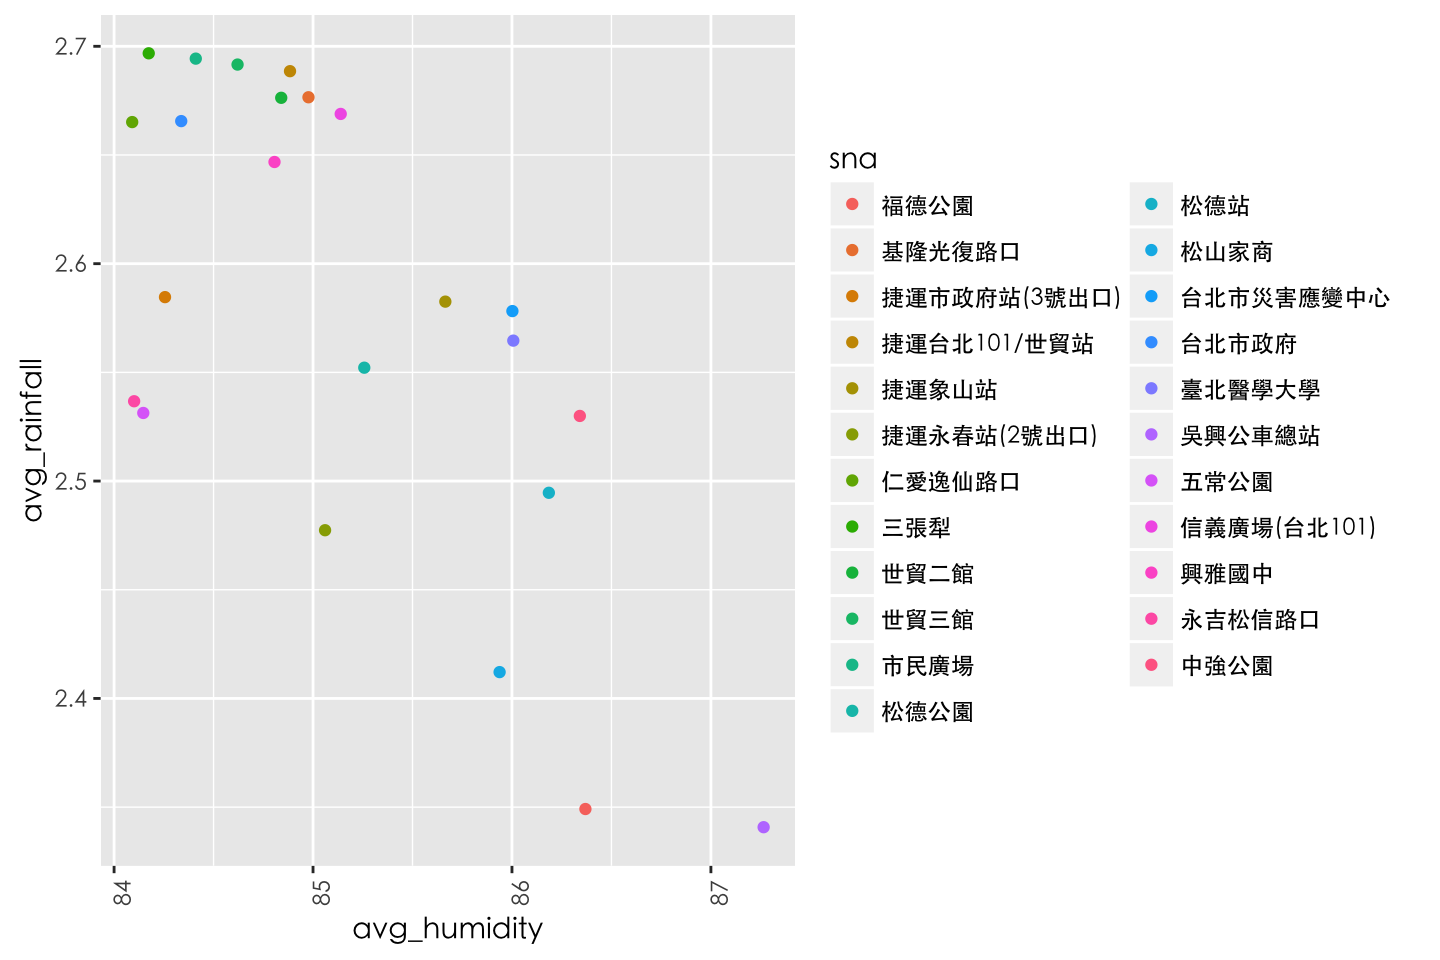 2.7
2.6
2.5
2.4
avg_rainfall
84
85
86
87
avg_humidity
sna
福德公園
基隆光復路口
捷運市政府站(3號出口)
捷運台北101/世貿站
捷運象山站
捷運永春站(2號出口)
仁愛逸仙路口
三張犁
世貿二館
世貿三館
市民廣場
松德公園
松德站
松山家商
台北市災害應變中心
台北市政府
臺北醫學大學
吳興公車總站
五常公園
信義廣場(台北101)
興雅國中
永吉松信路口
中強公園